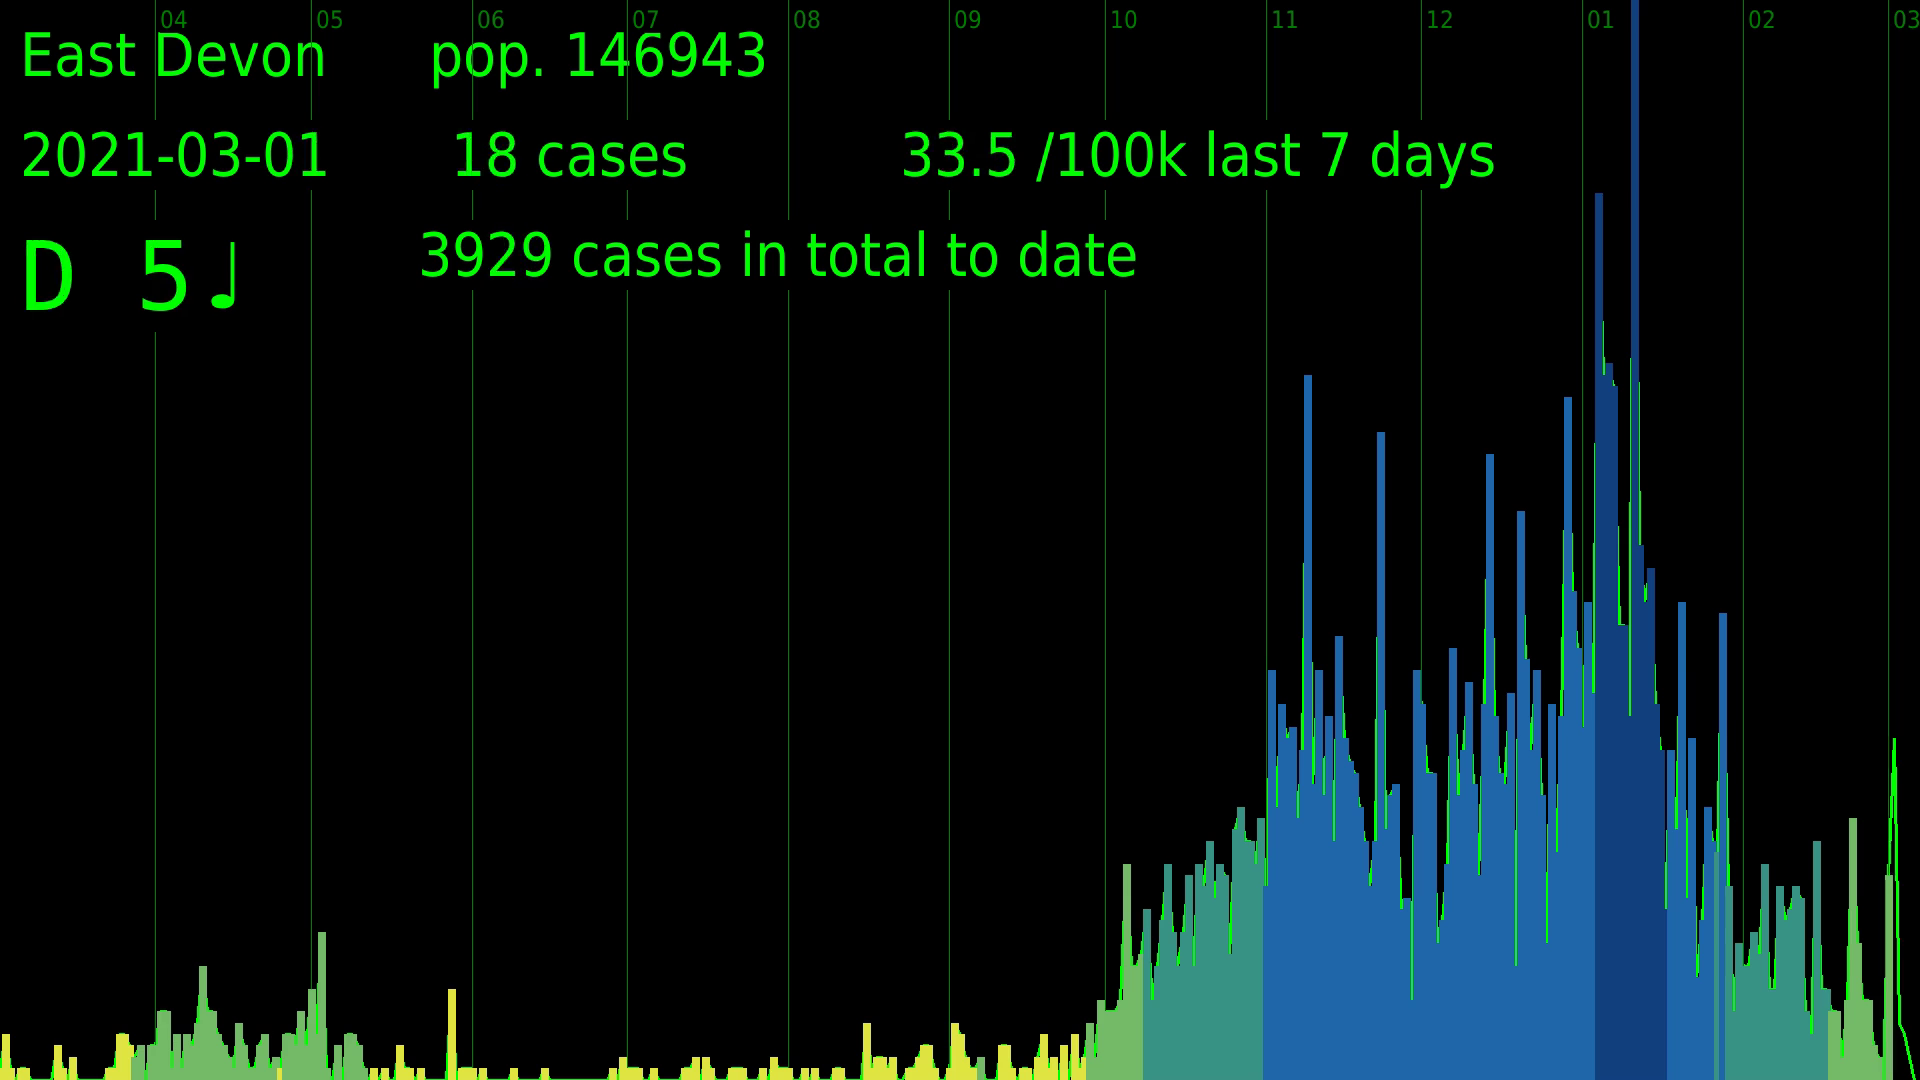 04 05 06 07 08 09 10 11 12 01 02 03
East Devon pop. 146943
2021-03-01 18 cases 33.5 /100k last 7 days
D 5♩ 3929 cases in total to date